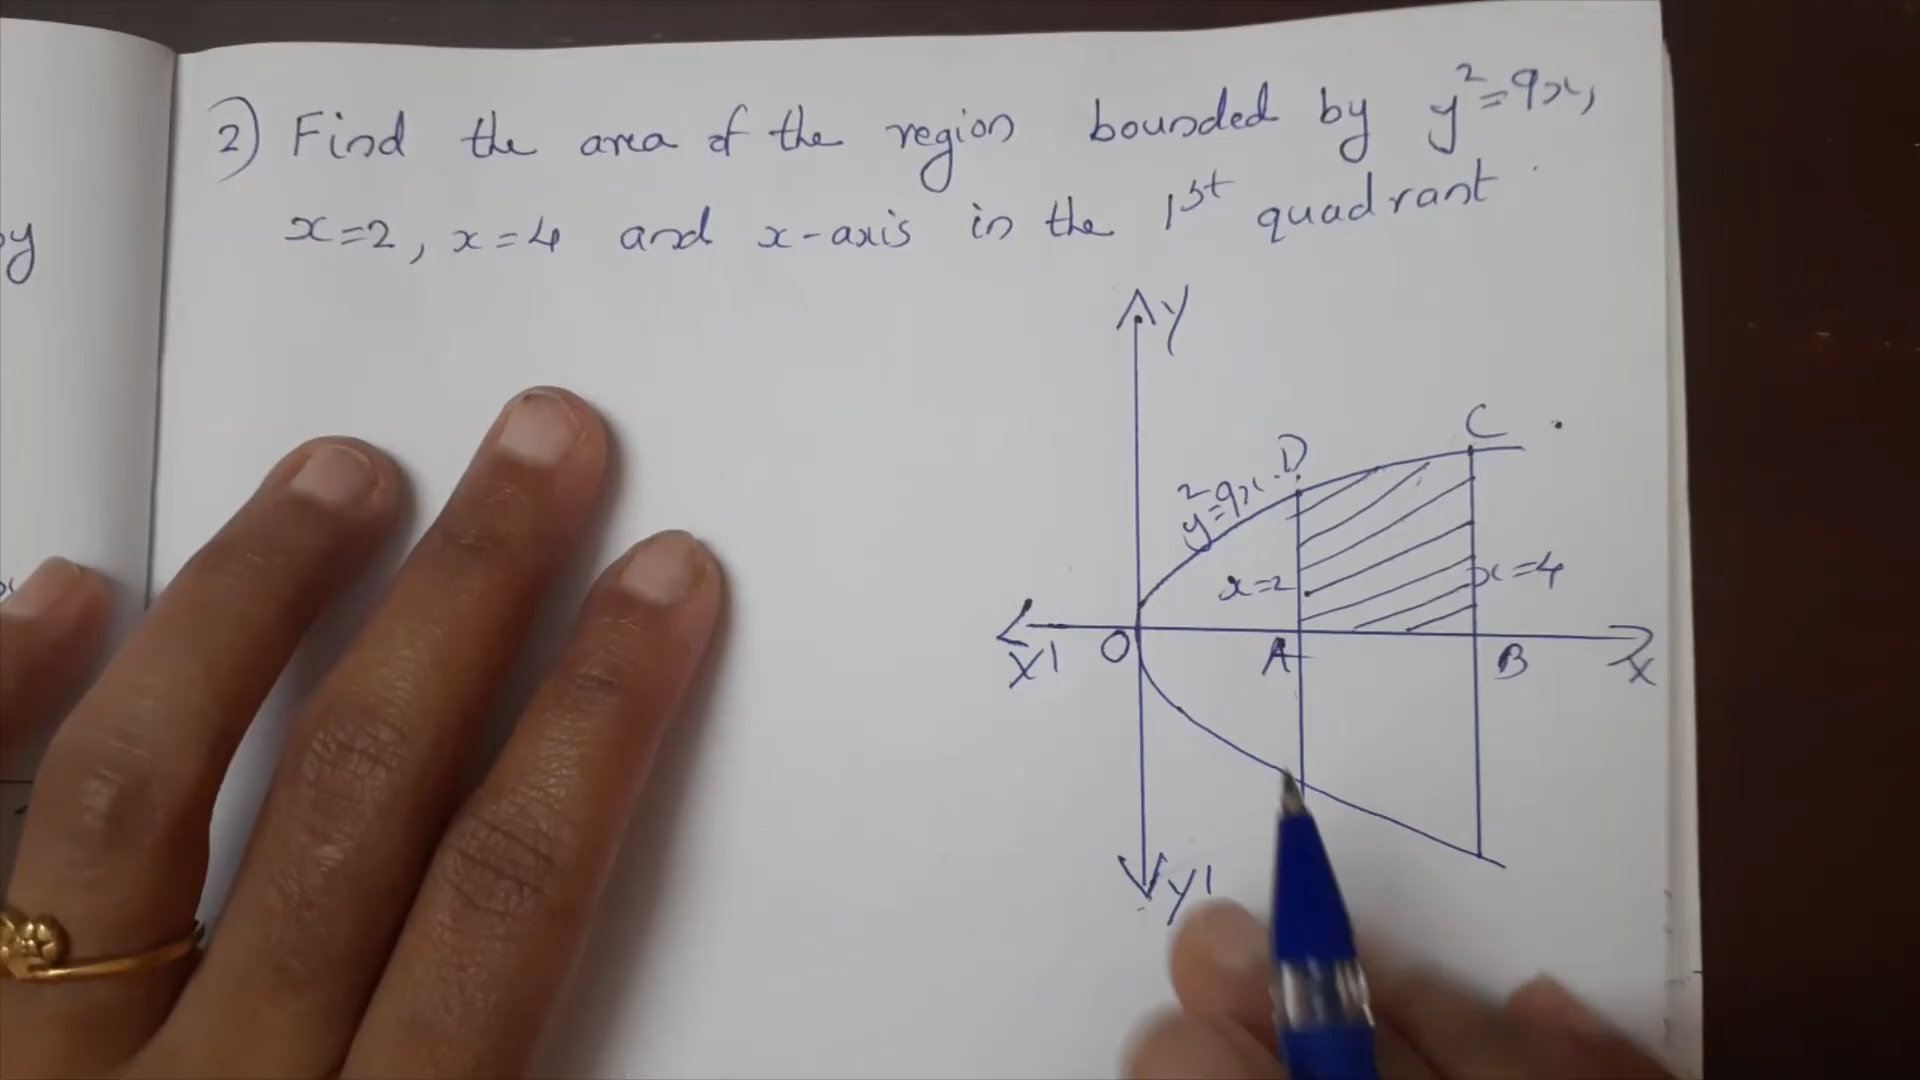 2) Find the area of the region bounded by y²=9x,
x=2, x=4 and x-axis in the 1st quadrant
Y
C
D
y²=9x
x=2
x=4
X' O A B X
Y'
y